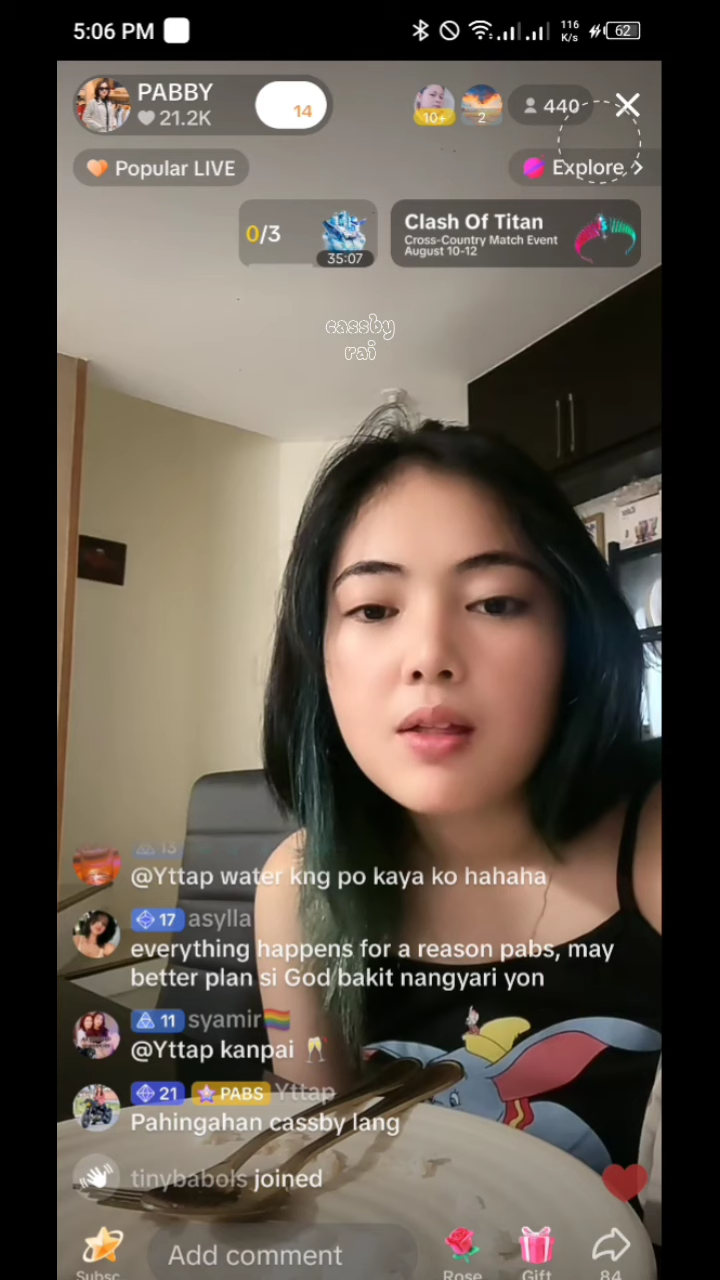 5:06 PM
116
K/s
62
PABBY
21.2K
14
10+
2
440
Popular LIVE
Explore
0/3
35:07
Clash Of Titan
Cross-Country Match Event
August 10-12
cassby
rai
13
@Yttap water kng po kaya ko hahaha
17 asylla
everything happens for a reason pabs, may
better plan si God bakit nangyari yon
11 syamir
@Yttap kanpai
21 PABS Yttap
Pahingahan cassby lang
tinybabols joined
Add comment
Subsc
Rose
Gift
84